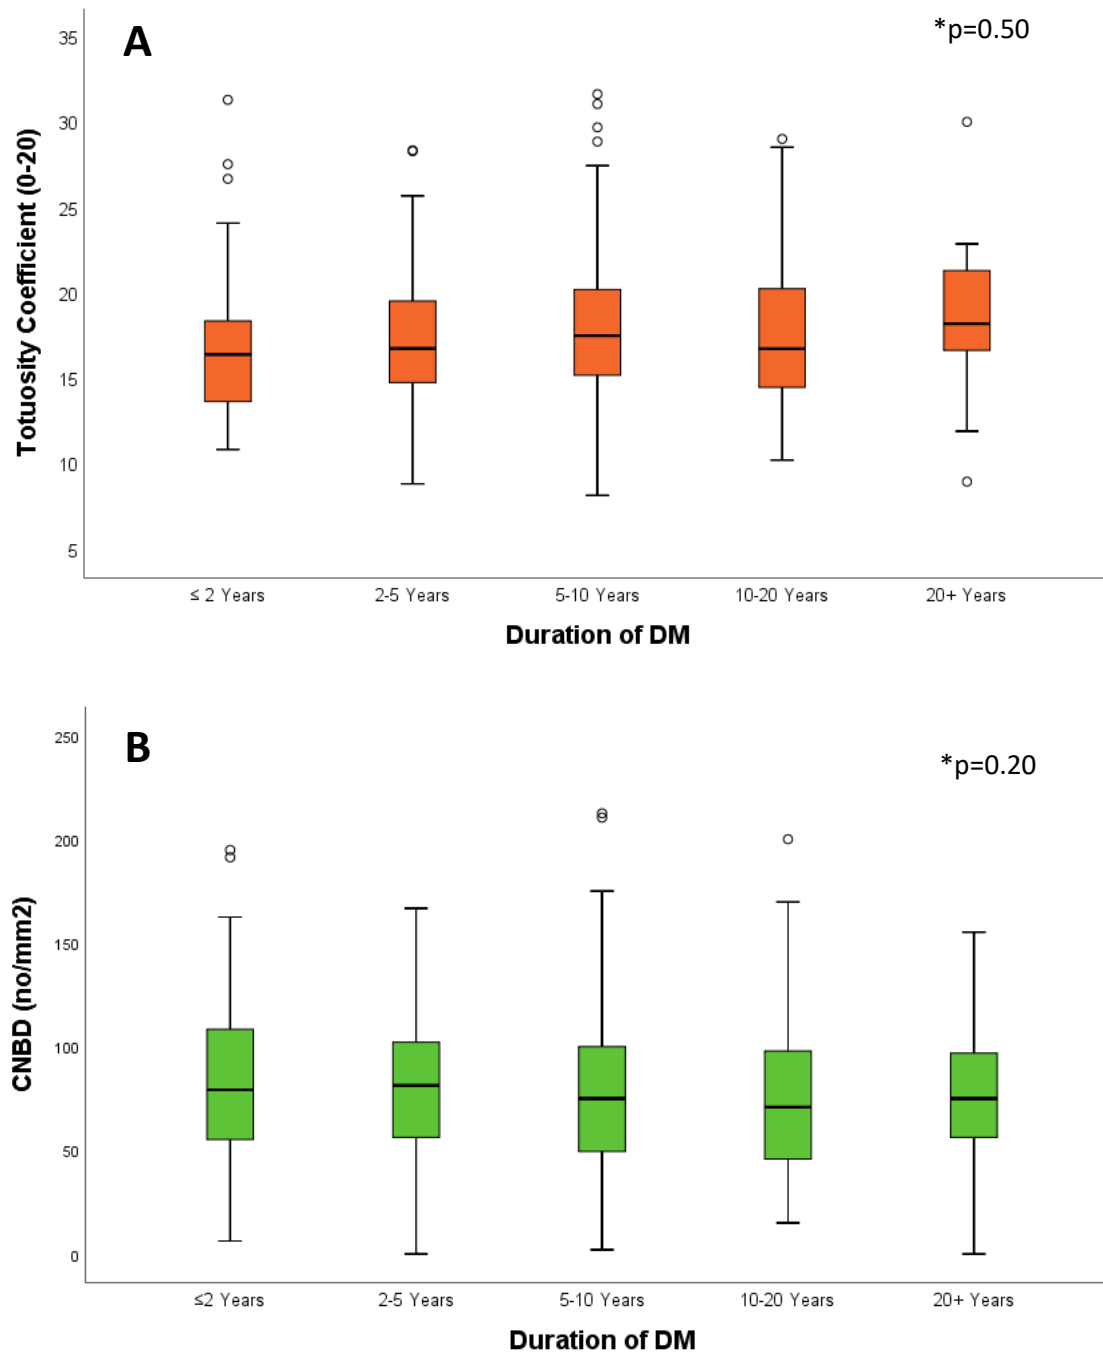 A
*p=0.50
Totuosity Coefficient (0-20)
35
30
25
20
15
10
5
≤ 2 Years
2-5 Years
5-10 Years
10-20 Years
20+ Years
Duration of DM
B
*p=0.20
CNBD (no/mm2)
250
200
150
100
50
0
≤2 Years
2-5 Years
5-10 Years
10-20 Years
20+ Years
Duration of DM